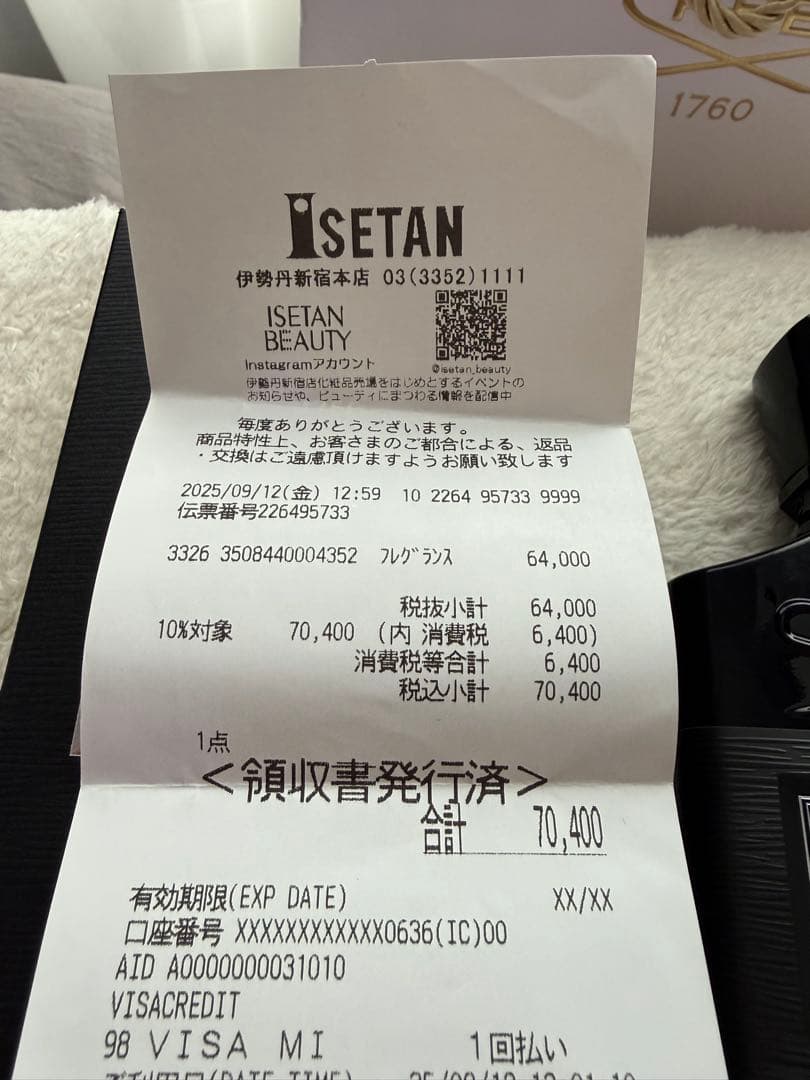 1760
ISETAN
伊勢丹新宿本店 03(3352)1111
ISETAN
BEAUTY
Instagramアカウント
@isetan_beauty
伊勢丹新宿店化粧品売場をはじめとするイベントの
お知らせや、ビューティにまつわる情報を配信中
毎度ありがとうございます。
商品特性上、お客さまのご都合による、返品
・交換はご遠慮頂けますようお願い致します
2025/09/12(金) 12:59 10 2264 95733 9999
伝票番号226495733
3326 3508440004352 フレグランス 64,000
税抜小計 64,000
10%対象 70,400 (内 消費税 6,400)
消費税等合計 6,400
税込小計 70,400
1点
<領収書発行済>
合計 70,400
有効期限(EXP DATE) XX/XX
口座番号 XXXXXXXXXXXX0636(IC)00
AID A0000000031010
VISACREDIT
98 VISA MI 1回払い
ご利用日(DATE TIME)